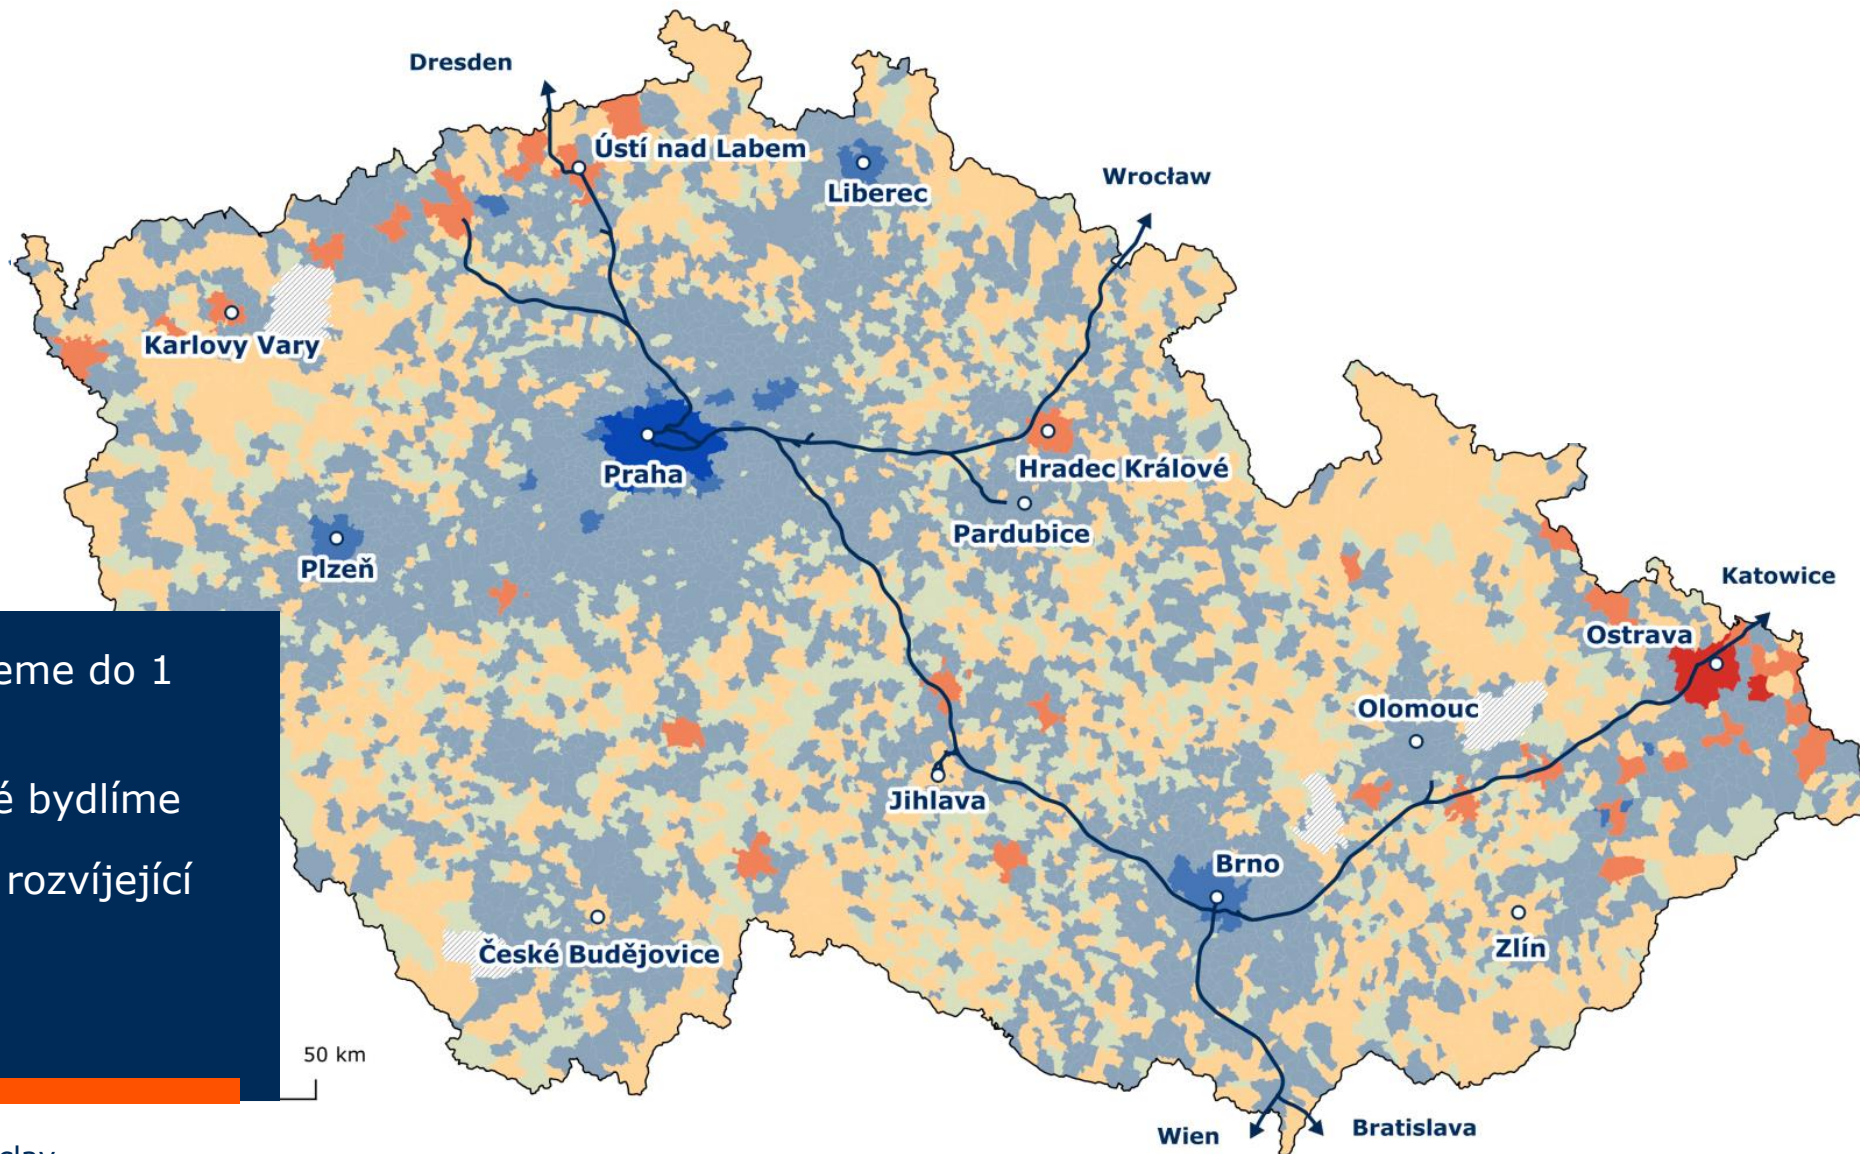 Dresden
Ústí nad Labem
Liberec
Wrocław
Karlovy Vary
Praha
Hradec Králové
Pardubice
Plzeň
Katowice
Ostrava
Olomouc
Jihlava
Brno
České Budějovice
Zlín
Wien
Bratislava
50 km
eme do 1
é bydlíme
rozvíjející